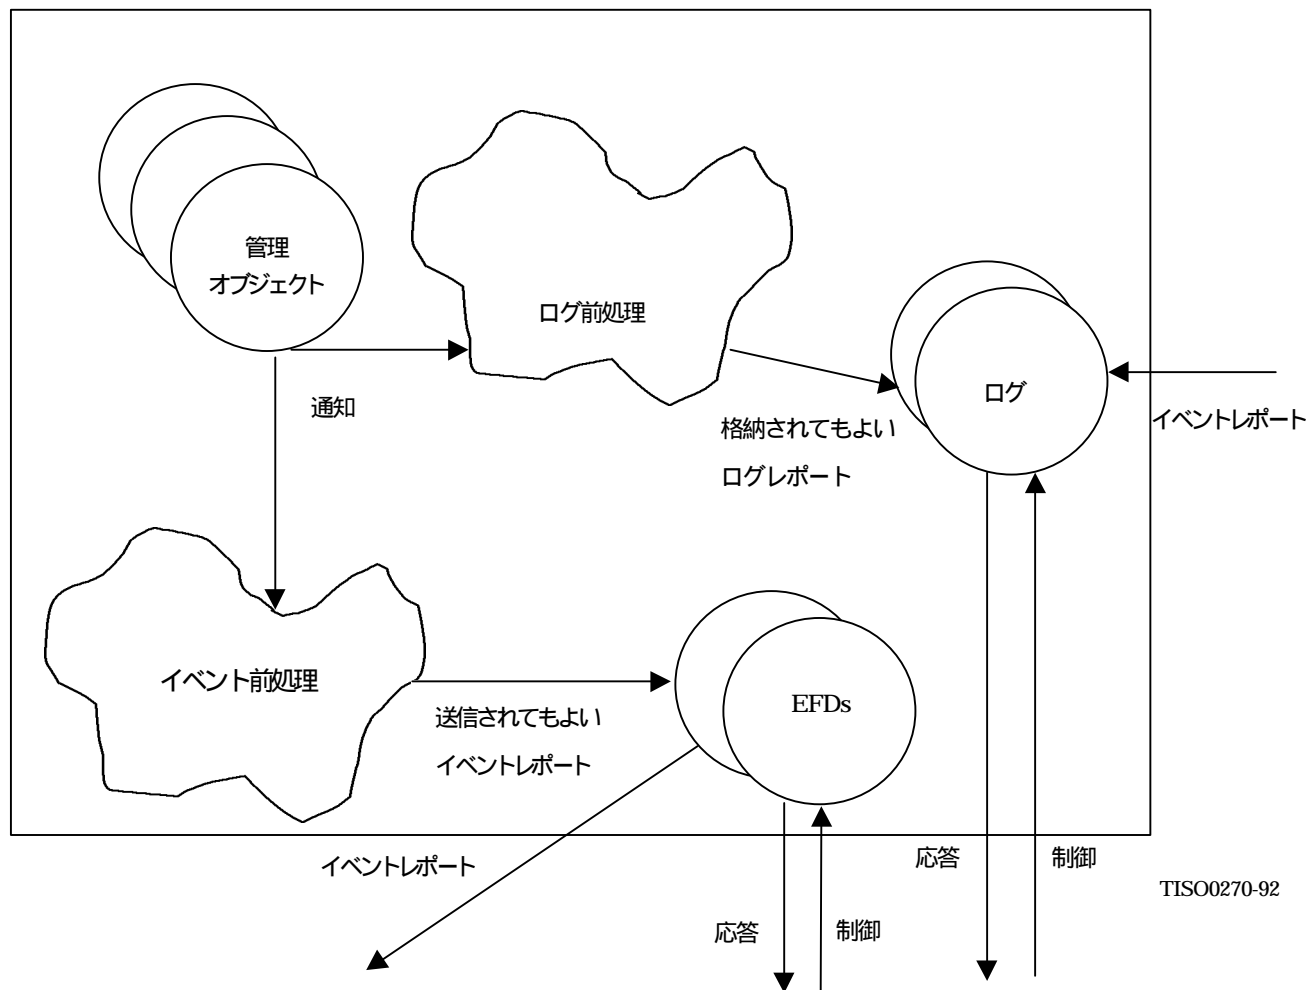 管理
オブジェクト
ログ前処理
ログ
通知
格納されてもよい
ログレポート
イベントレポート
イベント前処理
送信されてもよい
イベントレポート
EFDs
イベントレポート
応答
制御
応答
制御
TISO0270-92